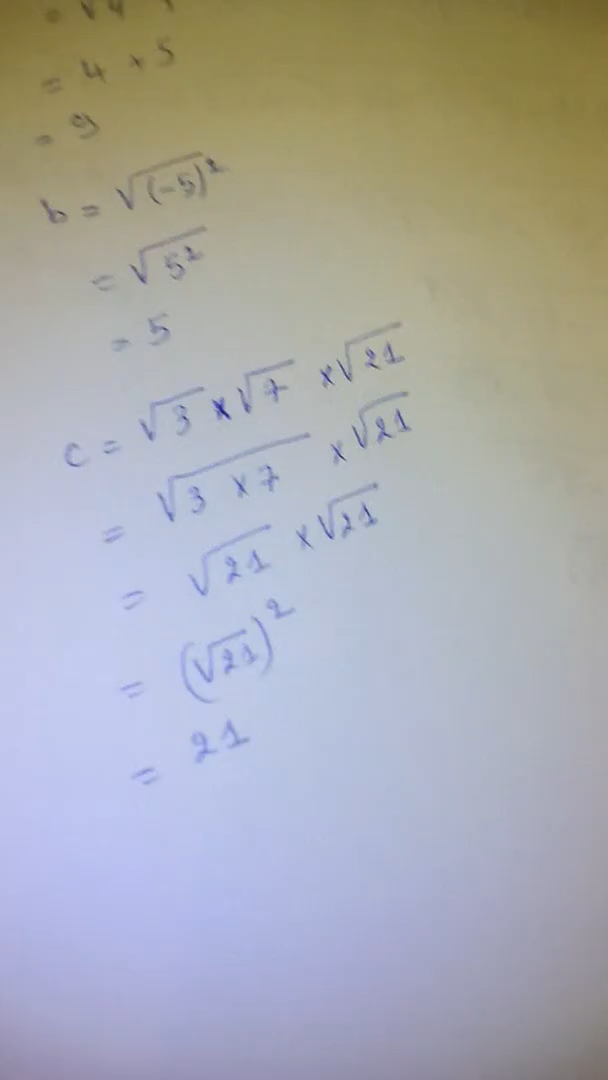 = 4 + 5
= 9
b = √(-5)²
= √5²
= 5
c = √3 × √7 × √21
= √3 × 7 × √21
= √21 × √21
= (√21)²
= 21